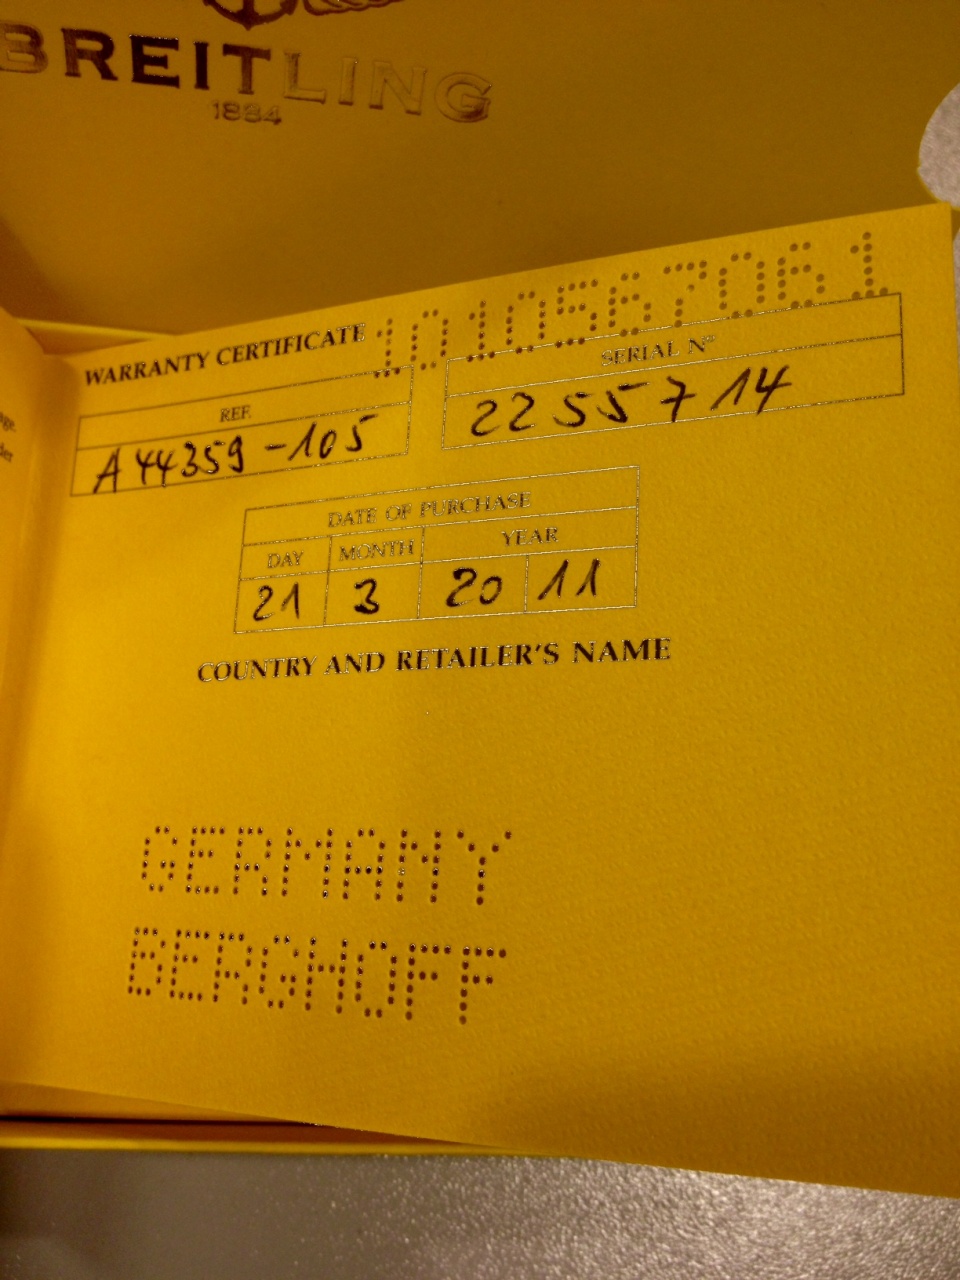 BREITLING
1884
1010567061
WARRANTY CERTIFICATE
REF.
A44359-105
SERIAL N°
2255714
DATE OF PURCHASE
DAY MONTH YEAR
21 3 20 11
COUNTRY AND RETAILER'S NAME
GERMANY
BERGHOFF